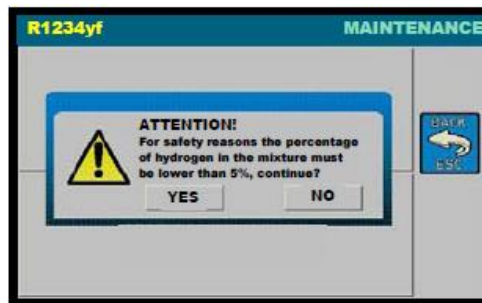 R1234yf MAINTENANCE
ATTENTION!
For safety reasons the percentage
of hydrogen in the mixture must
be lower than 5%, continue?
YES NO
BACK
ESC